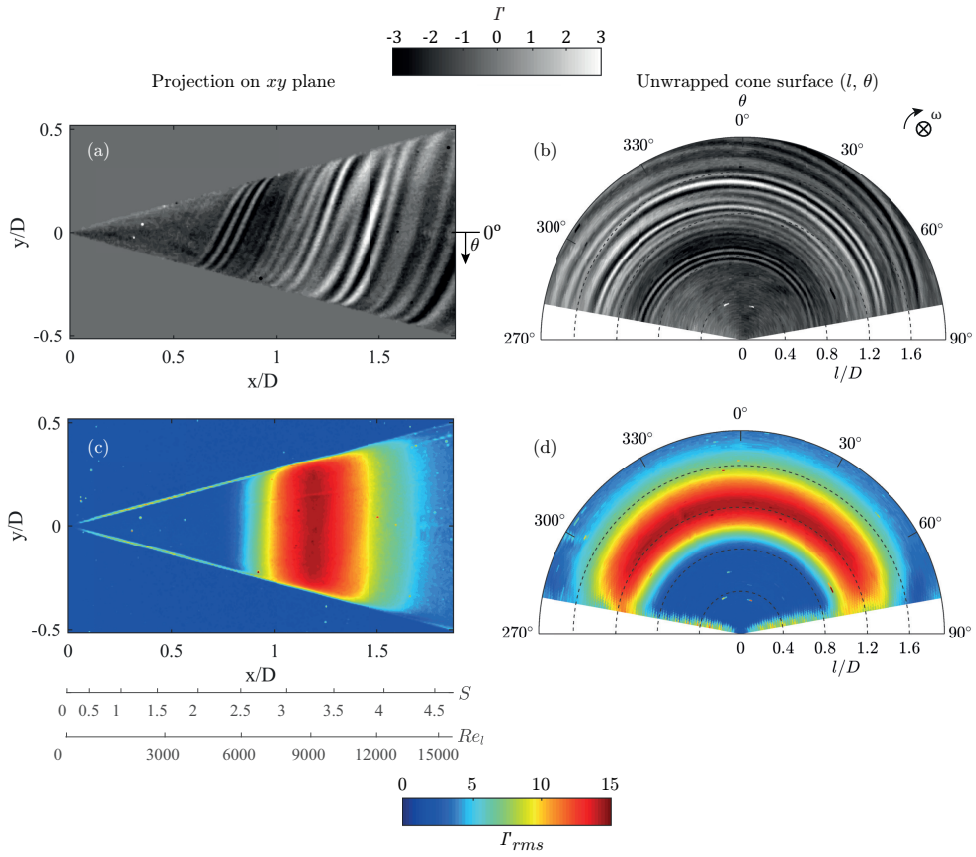 Γ
-3 -2 -1 0 1 2 3
Projection on xy plane
Unwrapped cone surface (l, θ)
θ
0°
ω
330°
30°
300°
60°
270°
90°
(a)
(b)
0.5
0
-0.5
y/D
0 0.5 1 1.5
x/D
0°
θ
0 0.4 0.8 1.2 1.6
l/D
(c)
(d)
0.5
0
-0.5
y/D
0 0.5 1 1.5
x/D
0°
330°
30°
300°
60°
270°
90°
0 0.4 0.8 1.2 1.6
l/D
S
0 0.5 1 1.5 2 2.5 3 3.5 4 4.5
Re_l
0 3000 6000 9000 12000 15000
0 5 10 15
Γrms